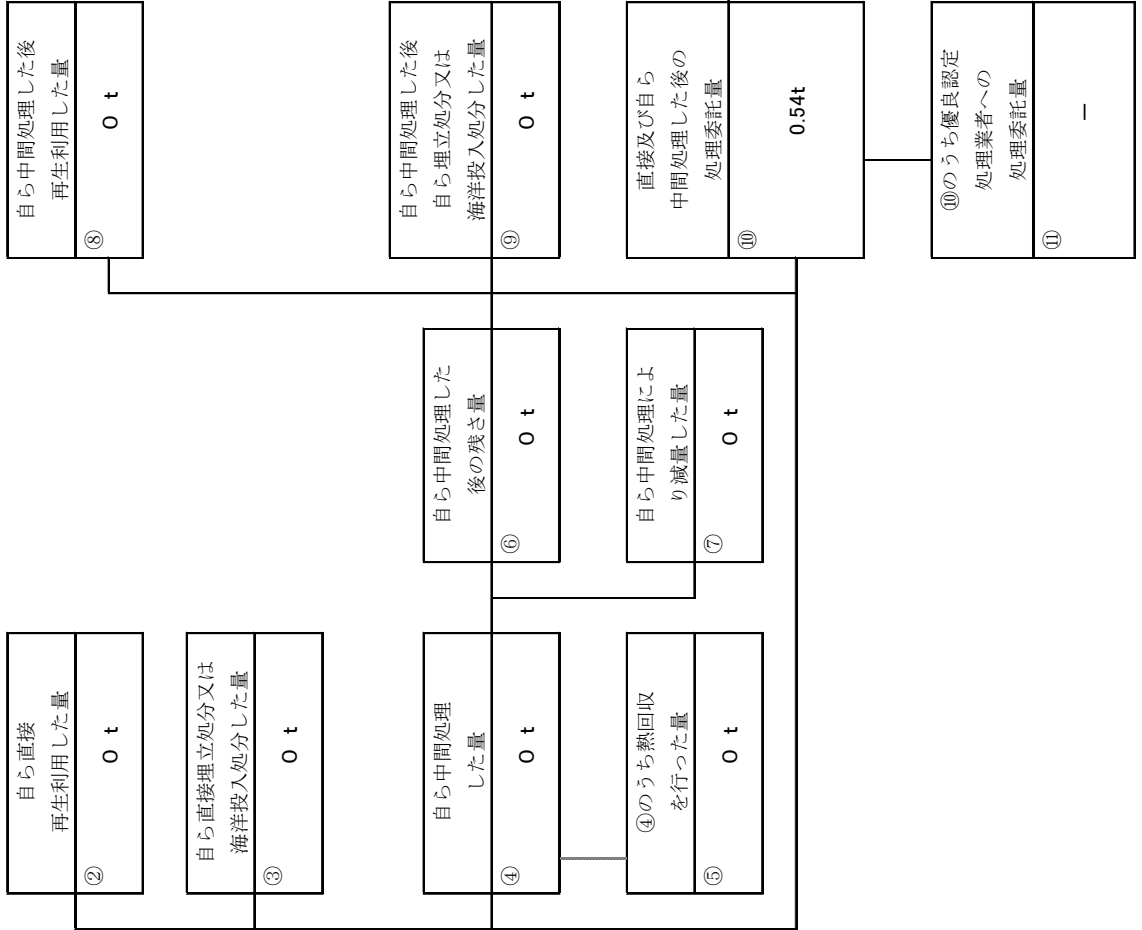 自ら直接
再生利用した量
②
0 t
自ら直接埋立処分又は
海洋投入処分した量
③
0 t
自ら中間処理
した量
④
0 t
④のうち熱回収
を行った量
⑤
0 t
自ら中間処理した
後の残さ量
⑥
0 t
自ら中間処理によ
り減量した量
⑦
0 t
自ら中間処理した後
再生利用した量
⑧
0 t
自ら中間処理した後
自ら埋立処分又は
海洋投入処分した量
⑨
0 t
直接及び自ら
中間処理した後の
処理委託量
⑩
0.54t
⑩のうち優良認定
処理業者への
処理委託量
⑪
－